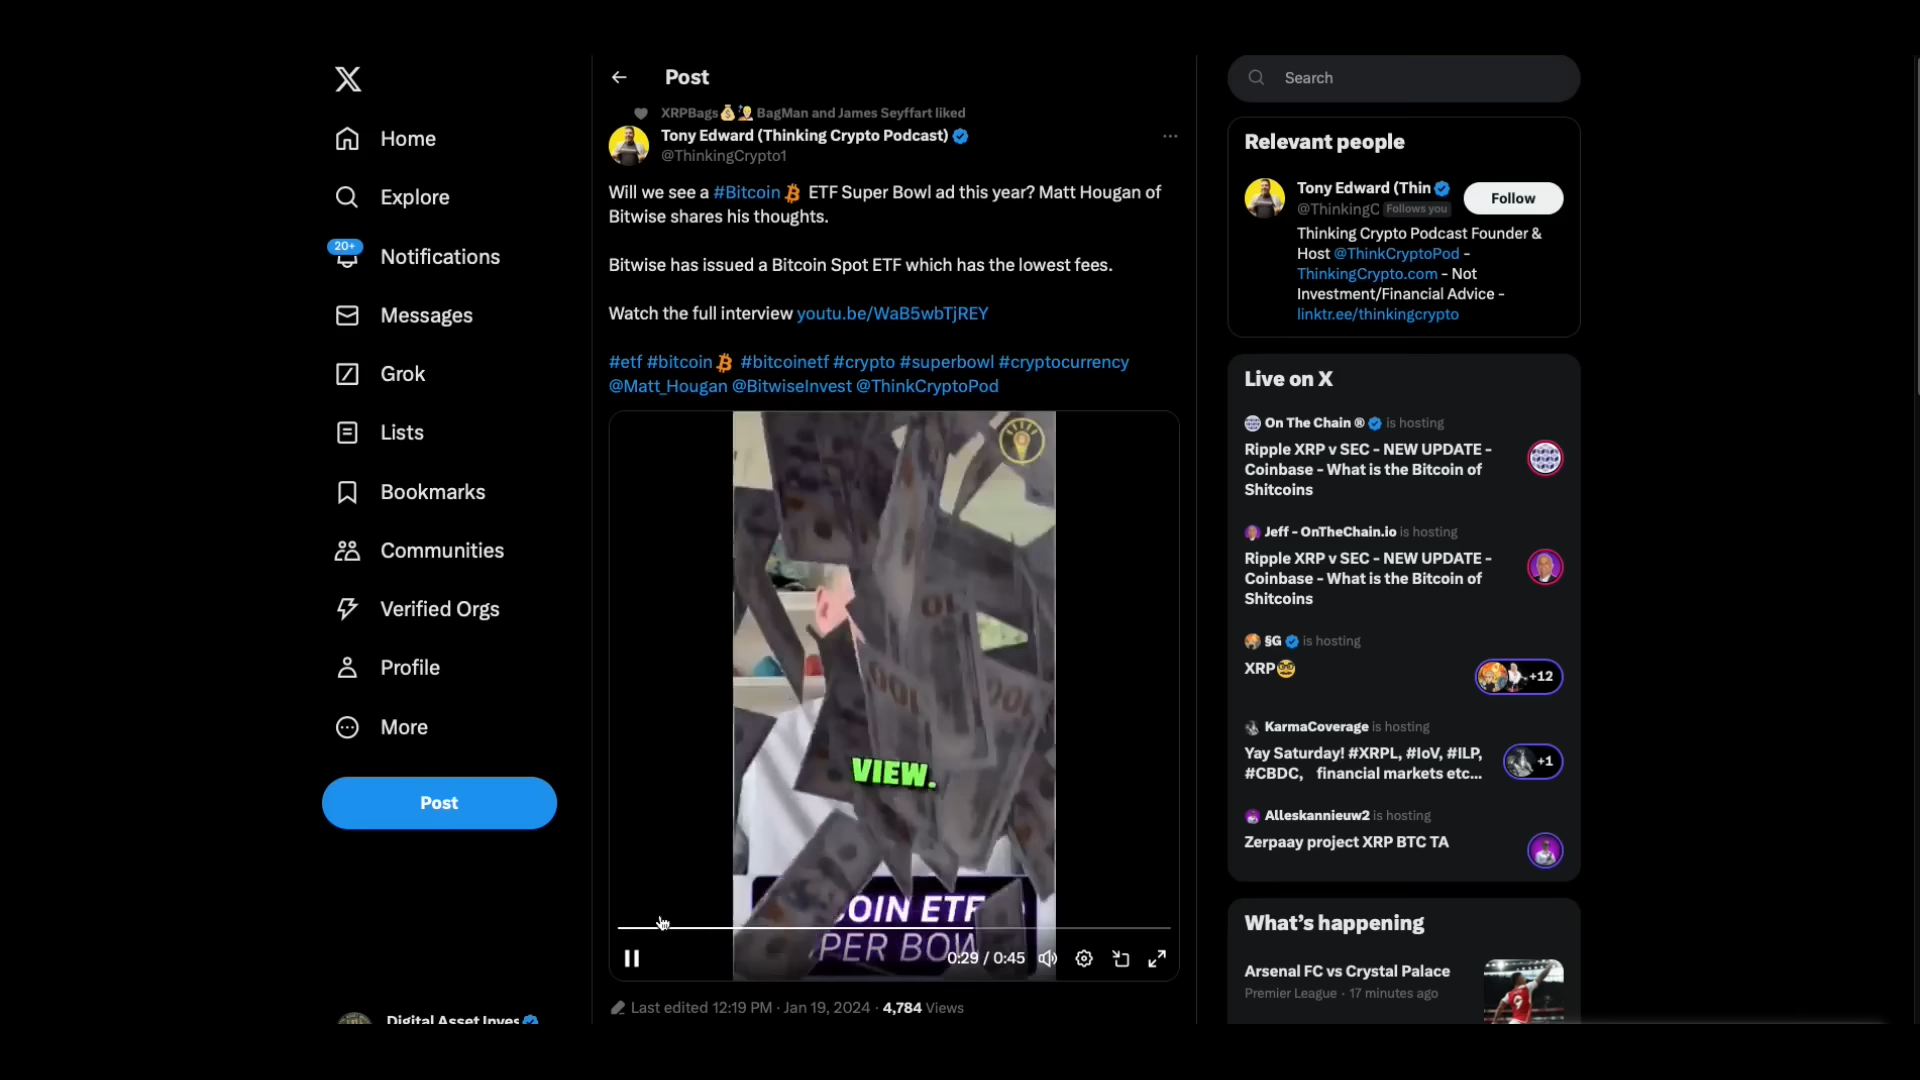 Home
Explore
20+
Notifications
Messages
Grok
Lists
Bookmarks
Communities
Verified Orgs
Profile
More
Post
Digital Asset Inves
Post
XRPBags💰 BagMan and James Seyffart liked
Tony Edward (Thinking Crypto Podcast)
@ThinkingCrypto1
Will we see a #Bitcoin ETF Super Bowl ad this year? Matt Hougan of
Bitwise shares his thoughts.
Bitwise has issued a Bitcoin Spot ETF which has the lowest fees.
Watch the full interview youtu.be/WaB5wbTjREY
#etf #bitcoin #bitcoinetf #crypto #superbowl #cryptocurrency
@Matt_Hougan @BitwiseInvest @ThinkCryptoPod
VIEW.
COIN ETF
PER BOW
0:29 / 0:45
Last edited 12:19 PM · Jan 19, 2024 · 4,784 Views
Search
Relevant people
Tony Edward (Thin
@ThinkingC Follows you
Follow
Thinking Crypto Podcast Founder &
Host @ThinkCryptoPod -
ThinkingCrypto.com - Not
Investment/Financial Advice -
linktr.ee/thinkingcrypto
Live on X
On The Chain ® is hosting
Ripple XRP v SEC - NEW UPDATE -
Coinbase - What is the Bitcoin of
Shitcoins
Jeff - OnTheChain.io is hosting
Ripple XRP v SEC - NEW UPDATE -
Coinbase - What is the Bitcoin of
Shitcoins
§G is hosting
XRP
+12
KarmaCoverage is hosting
Yay Saturday! #XRPL, #IoV, #ILP,
#CBDC, financial markets etc...
+1
Alleskannieuw2 is hosting
Zerpaay project XRP BTC TA
What's happening
Arsenal FC vs Crystal Palace
Premier League · 17 minutes ago